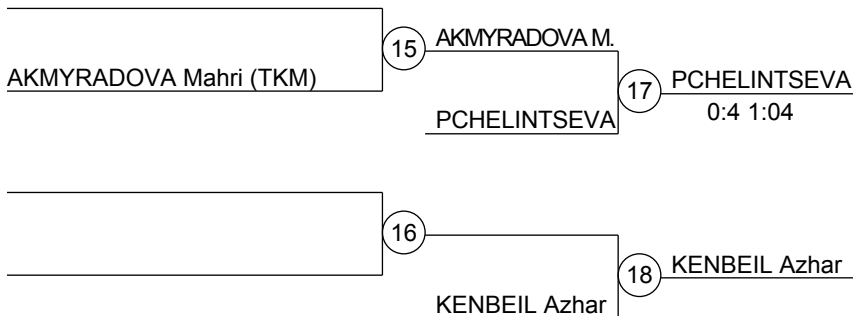 AKMYRADOVA Mahri (TKM)
15
AKMYRADOVA M.
PCHELINTSEVA
17
PCHELINTSEVA
0:4 1:04
16
KENBEIL Azhar
18
KENBEIL Azhar